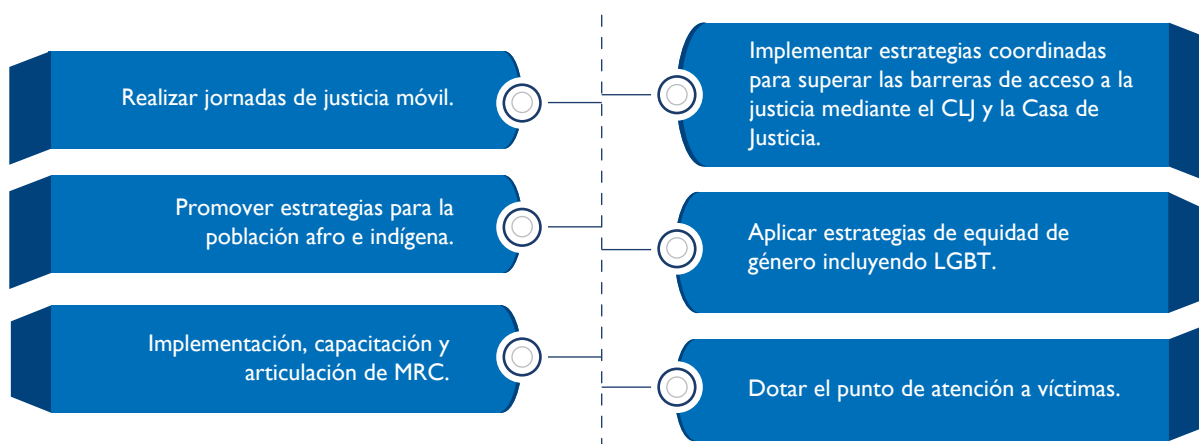 Realizar jornadas de justicia móvil.
Promover estrategias para la
población afro e indígena.
Implementación, capacitación y
articulación de MRC.
Implementar estrategias coordinadas
para superar las barreras de acceso a la
justicia mediante el CLJ y la Casa de
Justicia.
Aplicar estrategias de equidad de
género incluyendo LGBT.
Dotar el punto de atención a víctimas.